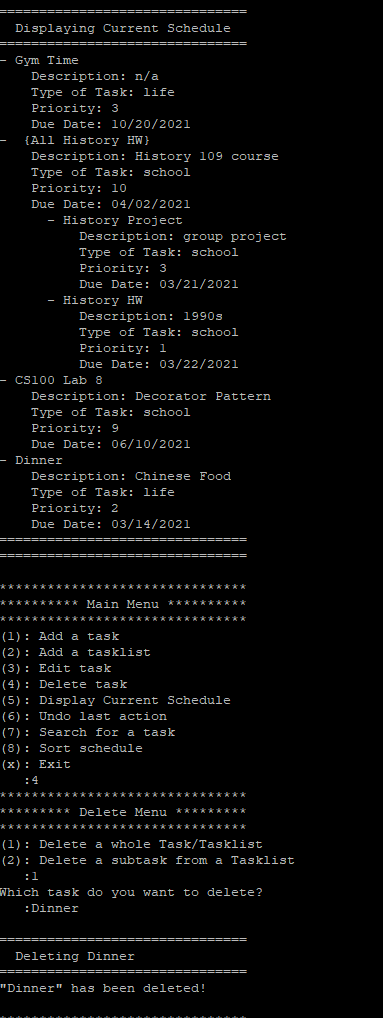 ===============================
  Displaying Current Schedule
===============================
- Gym Time
    Description: n/a
    Type of Task: life
    Priority: 3
    Due Date: 10/20/2021
-  {All History HW}
    Description: History 109 course
    Type of Task: school
    Priority: 10
    Due Date: 04/02/2021
      - History Project
          Description: group project
          Type of Task: school
          Priority: 3
          Due Date: 03/21/2021
      - History HW
          Description: 1990s
          Type of Task: school
          Priority: 1
          Due Date: 03/22/2021
- CS100 Lab 8
    Description: Decorator Pattern
    Type of Task: school
    Priority: 9
    Due Date: 06/10/2021
- Dinner
    Description: Chinese Food
    Type of Task: life
    Priority: 2
    Due Date: 03/14/2021
===============================
===============================

*******************************
********** Main Menu **********
*******************************
(1): Add a task
(2): Add a tasklist
(3): Edit task
(4): Delete task
(5): Display Current Schedule
(6): Undo last action
(7): Search for a task
(8): Sort schedule
(x): Exit
   :4
*******************************
********* Delete Menu *********
*******************************
(1): Delete a whole Task/Tasklist
(2): Delete a subtask from a Tasklist
   :1
Which task do you want to delete?
   :Dinner

===============================
  Deleting Dinner
===============================
"Dinner" has been deleted!

*******************************